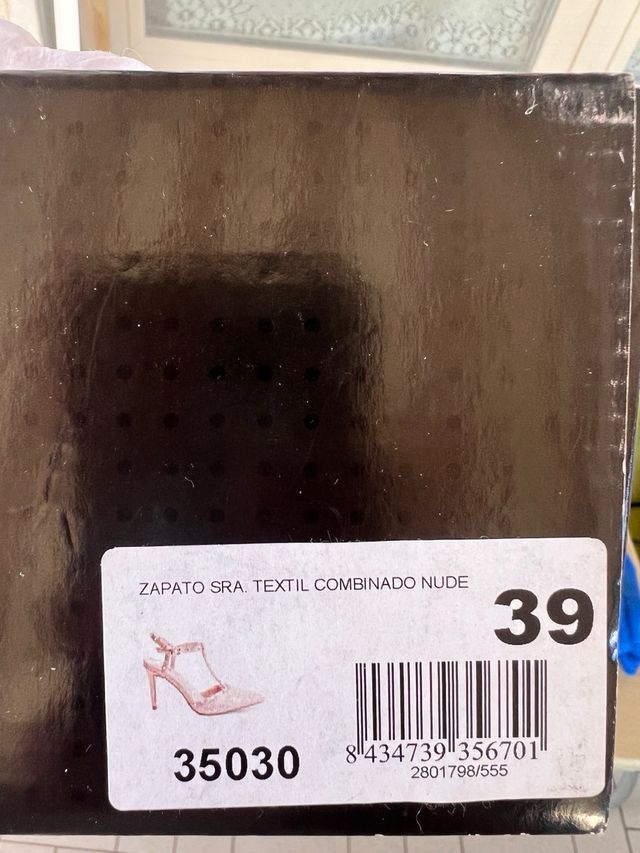 ZAPATO SRA. TEXTIL COMBINADO NUDE
39
35030
8 434739 356701
2801798/555